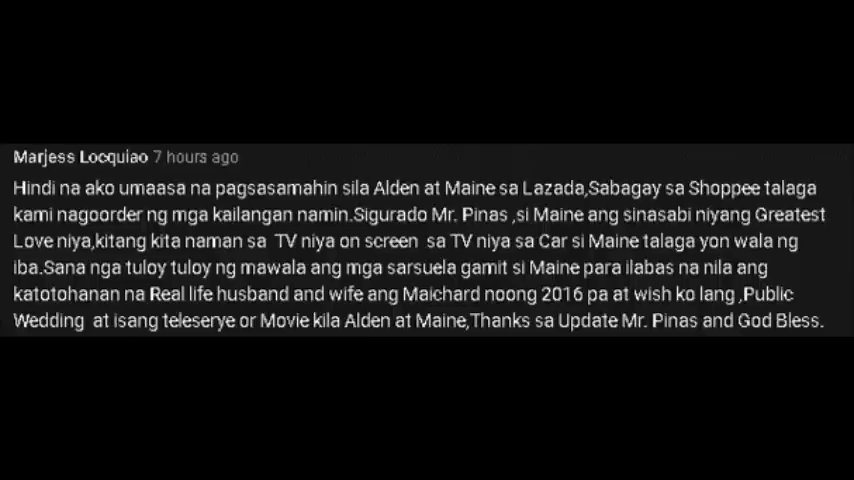 Marjess Locquiao 7 hours ago
Hindi na ako umaasa na pagsasamahin sila Alden at Maine sa Lazada,Sabagay sa Shoppee talaga
kami nagoorder ng mga kailangan namin.Sigurado Mr. Pinas ,si Maine ang sinasabi niyang Greatest
Love niya,kitang kita naman sa TV niya on screen sa TV niya sa Car si Maine talaga yon wala ng
iba.Sana nga tuloy tuloy ng mawala ang mga sarsuela gamit si Maine para ilabas na nila ang
katotohanan na Real life husband and wife ang Maichard noong 2016 pa at wish ko lang ,Public
Wedding at isang teleserye or Movie kila Alden at Maine,Thanks sa Update Mr. Pinas and God Bless.